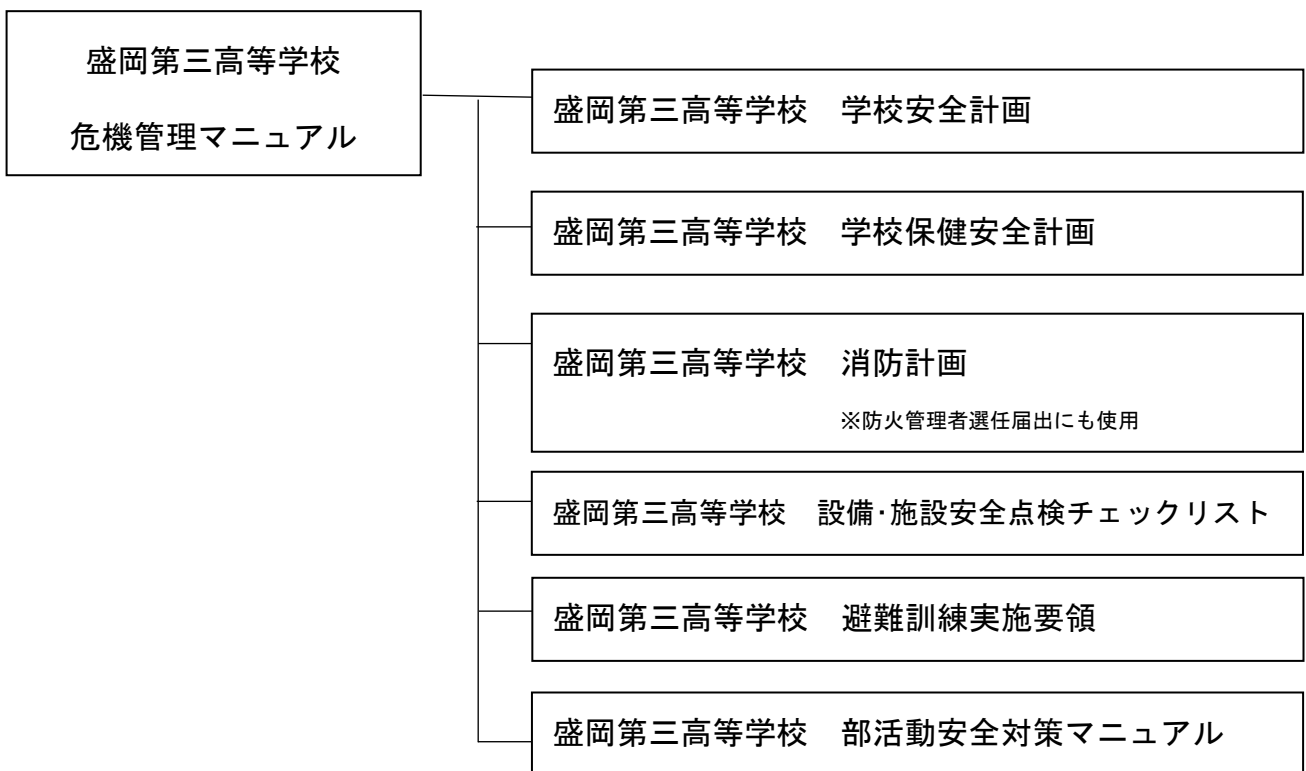 盛岡第三高等学校
危機管理マニュアル
盛岡第三高等学校　学校安全計画
盛岡第三高等学校　学校保健安全計画
盛岡第三高等学校　消防計画
※防火管理者選任届出にも使用
盛岡第三高等学校　設備・施設安全点検チェックリスト
盛岡第三高等学校　避難訓練実施要領
盛岡第三高等学校　部活動安全対策マニュアル